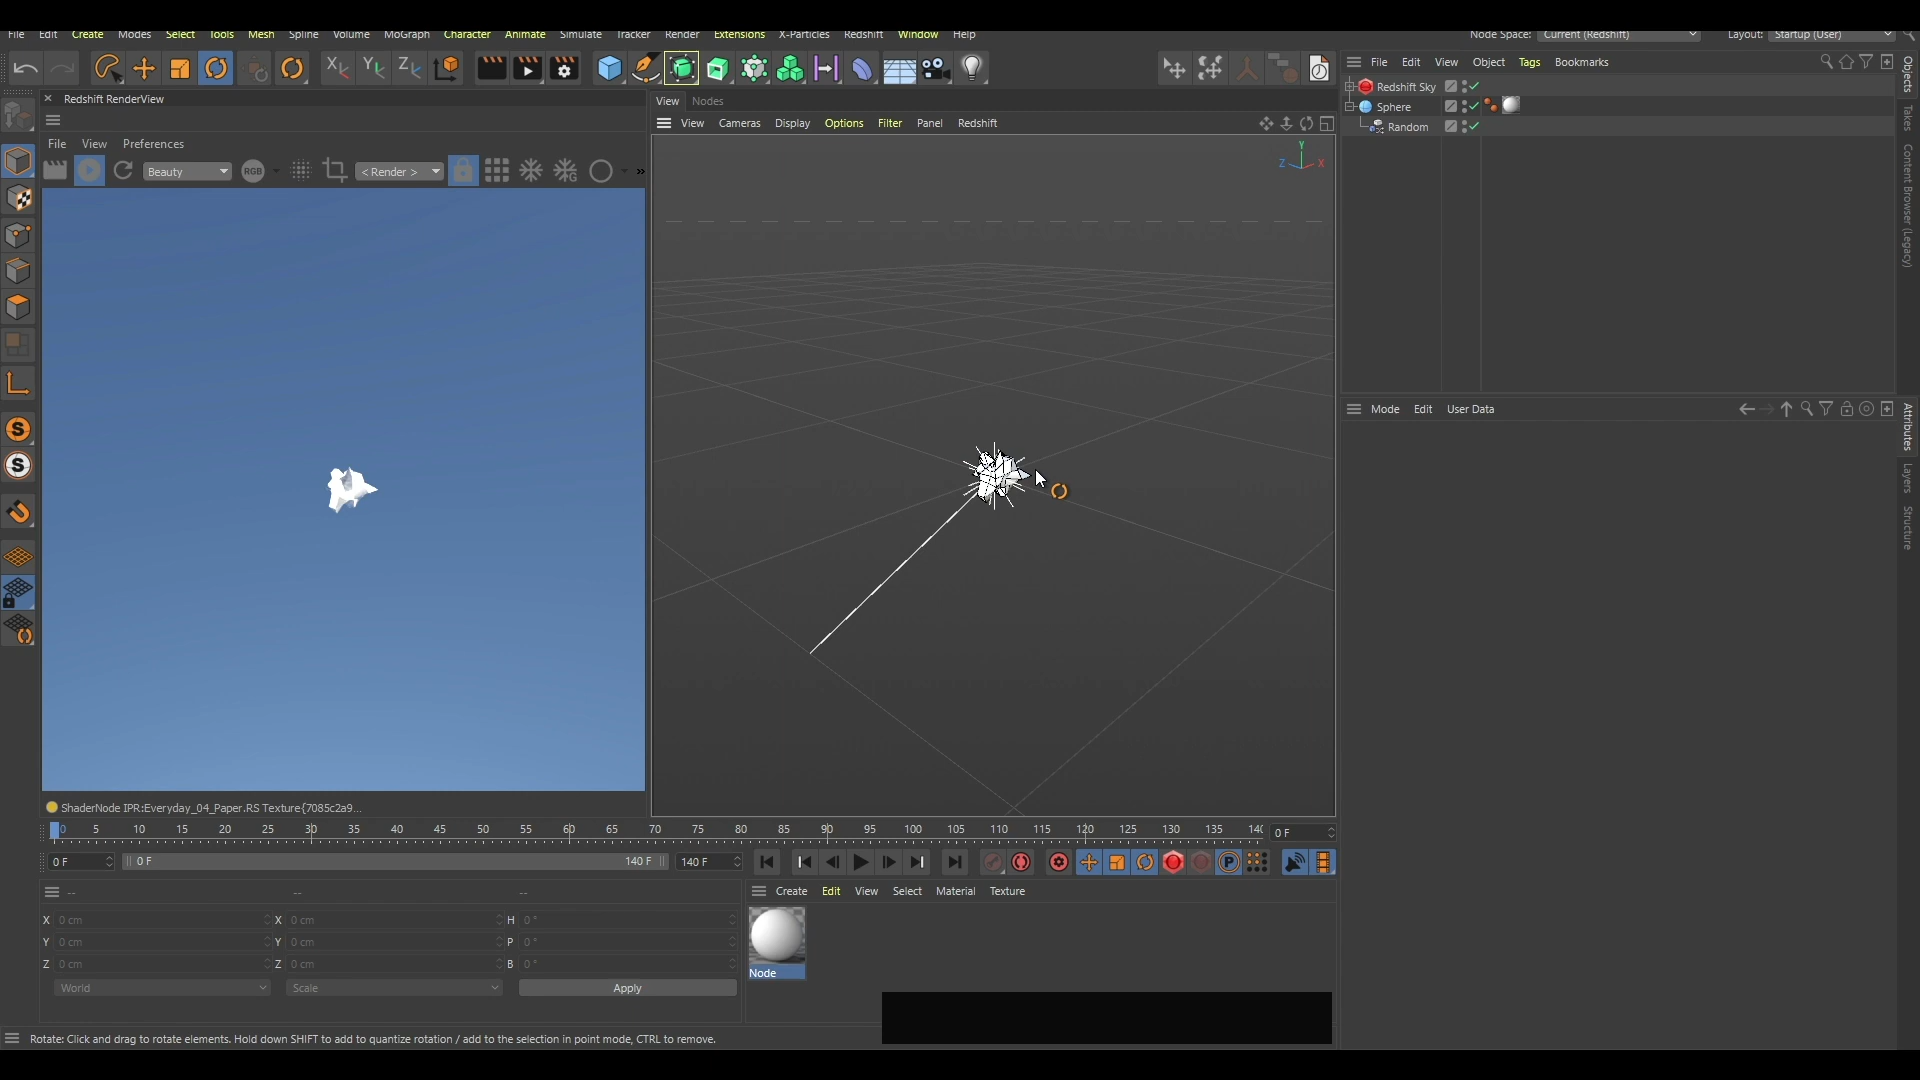 File Edit Create Modes Select Tools Mesh Spline Volume MoGraph Character Animate Simulate Tracker Render Extensions X-Particles Redshift Window Help Node Space: Current (Redshift) Layout: Startup (User)
X Y Z
Redshift RenderView
File View Preferences
Beauty RGB < Render > G »
ShaderNode IPR:Everyday_04_Paper.RS Texture{7085c2a9...
View Nodes
View Cameras Display Options Filter Panel Redshift
Y
Z X
File Edit View Object Tags Bookmarks
Redshift Sky
Sphere
Random
Objects
Takes
Content Browser (Legacy)
Mode Edit User Data
Attributes
Layers
Structure
S
S
0 5 10 15 20 25 30 35 40 45 50 55 60 65 70 75 80 85 90 95 100 105 110 115 120 125 130 135 14 0 F
0 F 0 F 140 F 140 F P
-- -- --
X 0 cm X 0 cm H 0 °
Y 0 cm Y 0 cm P 0 °
Z 0 cm Z 0 cm B 0 °
World Scale Apply
Create Edit View Select Material Texture
Node
Rotate: Click and drag to rotate elements. Hold down SHIFT to add to quantize rotation / add to the selection in point mode, CTRL to remove.